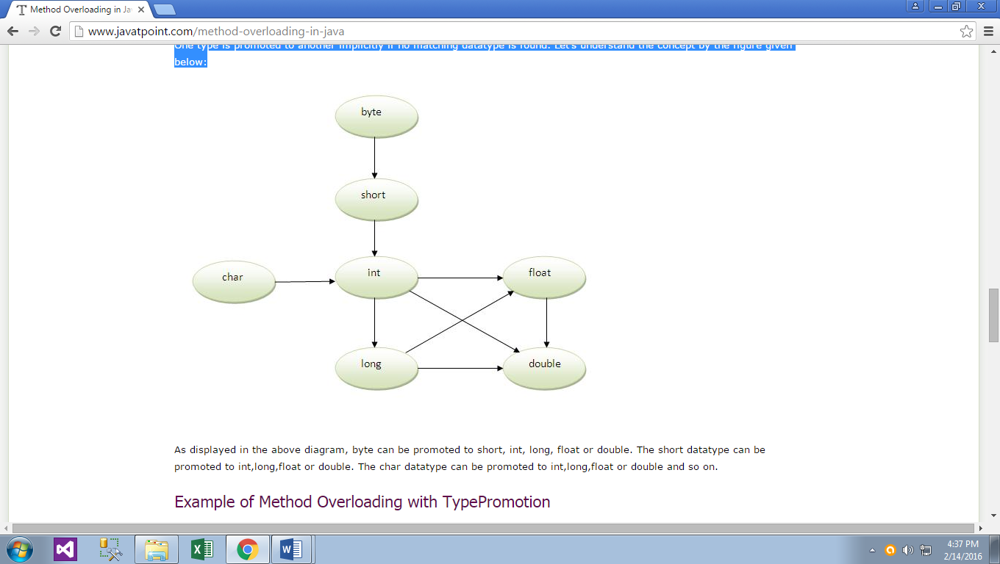 Method Overloading in Ja
www.javatpoint.com/method-overloading-in-java
One type is promoted to another implicitly if no matching datatype is found. Let's understand the concept by the figure given
below:
byte
short
char
int
float
long
double
As displayed in the above diagram, byte can be promoted to short, int, long, float or double. The short datatype can be
promoted to int,long,float or double. The char datatype can be promoted to int,long,float or double and so on.
Example of Method Overloading with TypePromotion
4:37 PM
2/14/2016